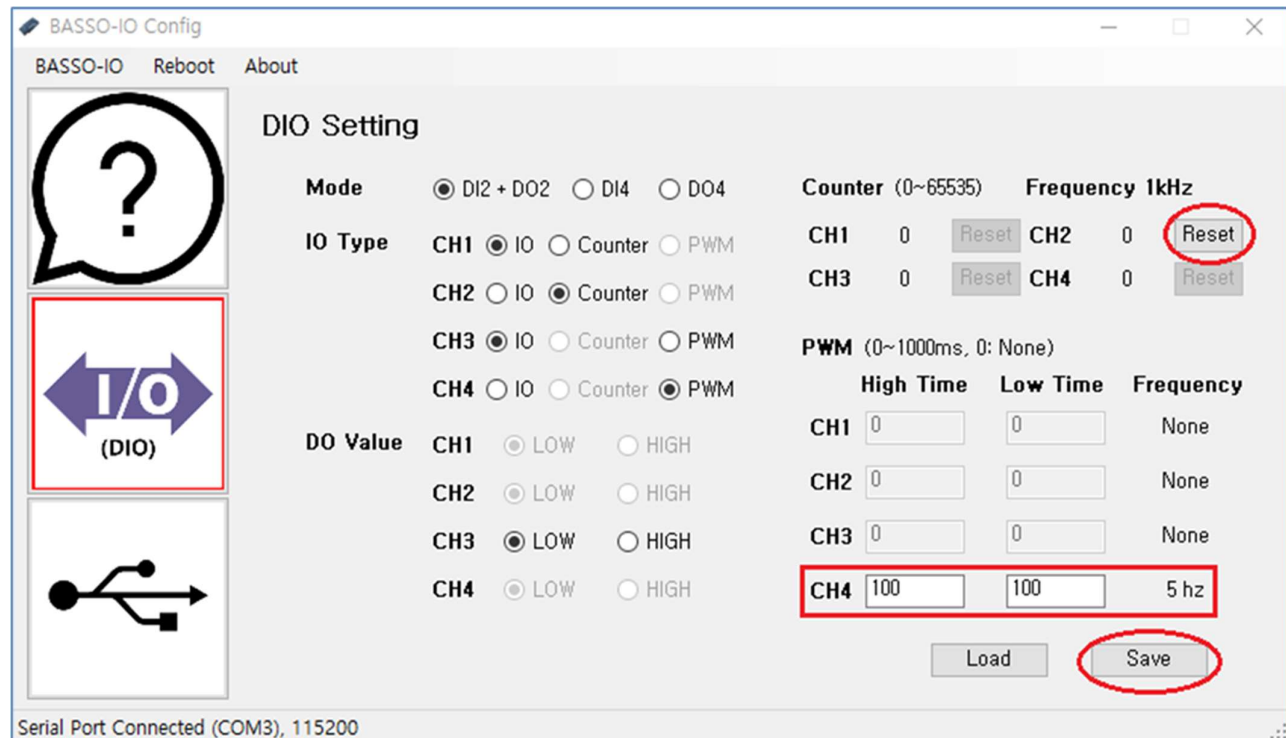 BASSO-IO Config
BASSO-IO Reboot About
?
DIO Setting
Mode DI2 + DO2 DI4 DO4
IO Type CH1 IO Counter PWM
CH2 IO Counter PWM
CH3 IO Counter PWM
CH4 IO Counter PWM
DO Value CH1 LOW HIGH
CH2 LOW HIGH
CH3 LOW HIGH
CH4 LOW HIGH
Counter (0~65535) Frequency 1kHz
CH1 0 Reset CH2 0 Reset
CH3 0 Reset CH4 0 Reset
PWM (0~1000ms, 0: None)
High Time Low Time Frequency
CH1 0 0 None
CH2 0 0 None
CH3 0 0 None
CH4 100 100 5 hz
Load Save
I/O
(DIO)
Serial Port Connected (COM3), 115200